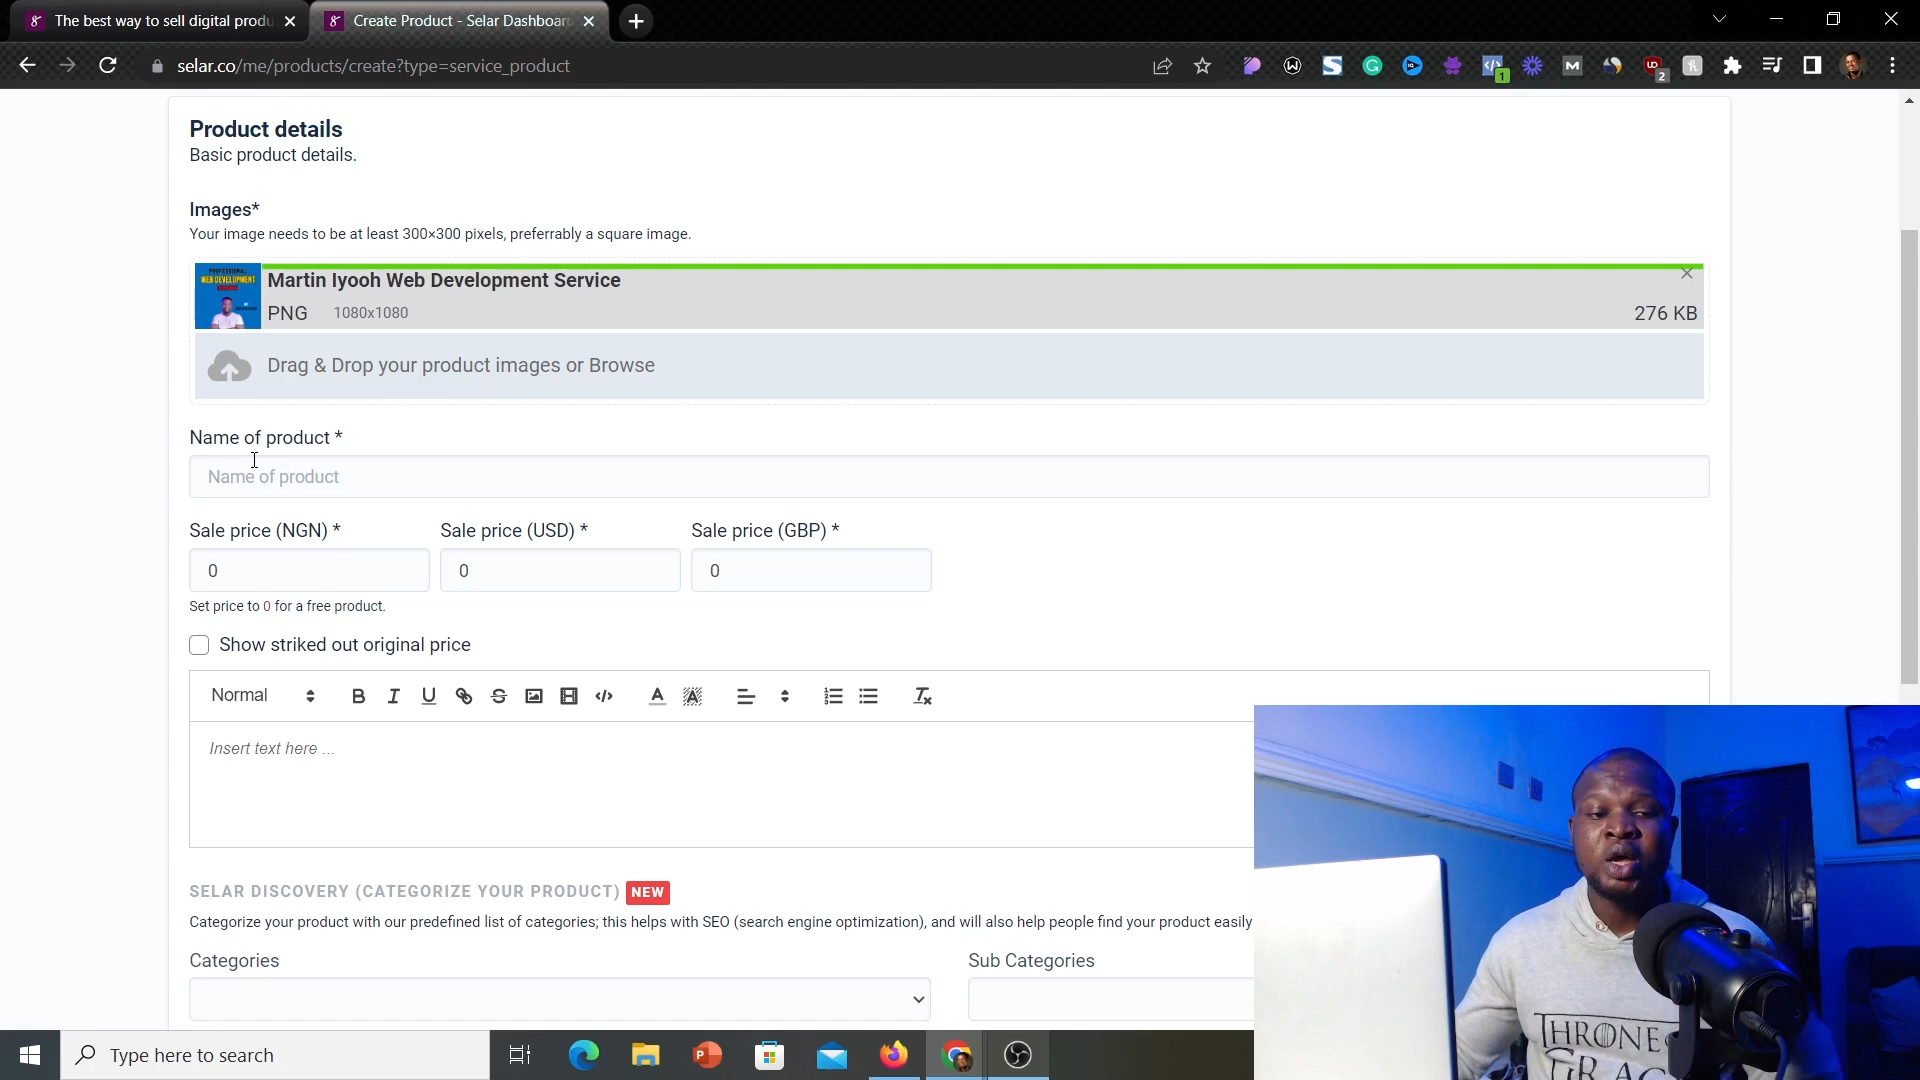 The best way to sell digital produ
Create Product - Selar Dashboard
selar.co/me/products/create?type=service_product
1
2
Product details
Basic product details.
Images*
Your image needs to be at least 300×300 pixels, preferrably a square image.
PROFESSIONAL
WEB DEVELOPMENT
Martin Iyooh Web Development Service
PNG 1080x1080
276 KB
Drag & Drop your product images or Browse
Name of product *
Name of product
Sale price (NGN) * Sale price (USD) * Sale price (GBP) *
0 0 0
Set price to 0 for a free product.
Show striked out original price
Normal
Insert text here ...
SELAR DISCOVERY (CATEGORIZE YOUR PRODUCT) NEW
Categorize your product with our predefined list of categories; this helps with SEO (search engine optimization), and will also help people find your product easily
Categories Sub Categories
Type here to search
THRONE